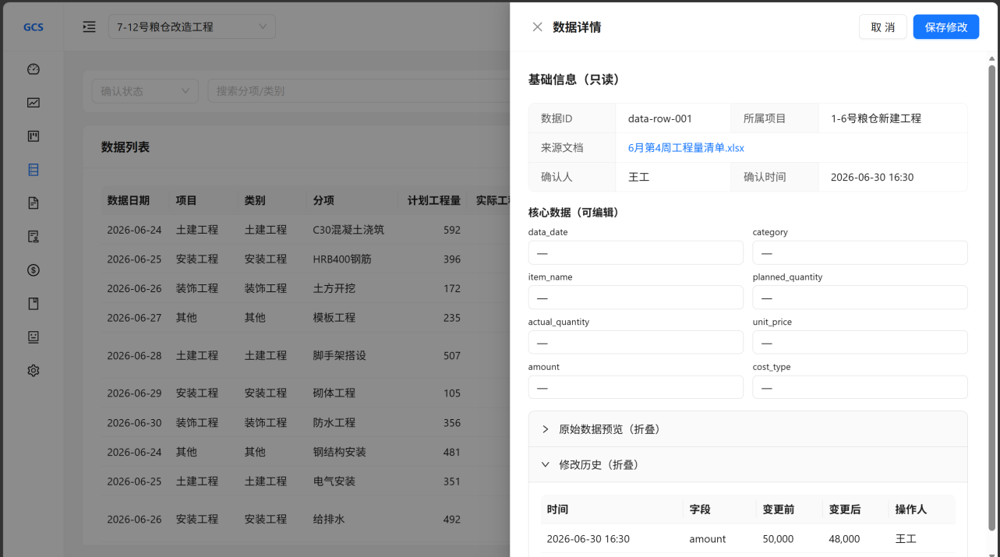 GCS
7-12号粮仓改造工程
确认状态
搜索分项/类别
数据列表
数据日期 项目 类别 分项 计划工程量 实际工
2026-06-24 土建工程 土建工程 C30混凝土浇筑 592
2026-06-25 安装工程 安装工程 HRB400钢筋 396
2026-06-26 装饰工程 装饰工程 土方开挖 172
2026-06-27 其他 其他 模板工程 235
2026-06-28 土建工程 土建工程 脚手架搭设 507
2026-06-29 安装工程 安装工程 砌体工程 105
2026-06-30 装饰工程 装饰工程 防水工程 356
2026-06-24 其他 其他 钢结构安装 481
2026-06-25 土建工程 土建工程 电气安装 351
2026-06-26 安装工程 安装工程 给排水 492
数据详情 取 消 保存修改
基础信息（只读）
数据ID data-row-001 所属项目 1-6号粮仓新建工程
来源文档 6月第4周工程量清单.xlsx
确认人 王工 确认时间 2026-06-30 16:30
核心数据（可编辑）
data_date category
— —
item_name planned_quantity
— —
actual_quantity unit_price
— —
amount cost_type
— —
原始数据预览（折叠）
修改历史（折叠）
时间 字段 变更前 变更后 操作人
2026-06-30 16:30 amount 50,000 48,000 王工